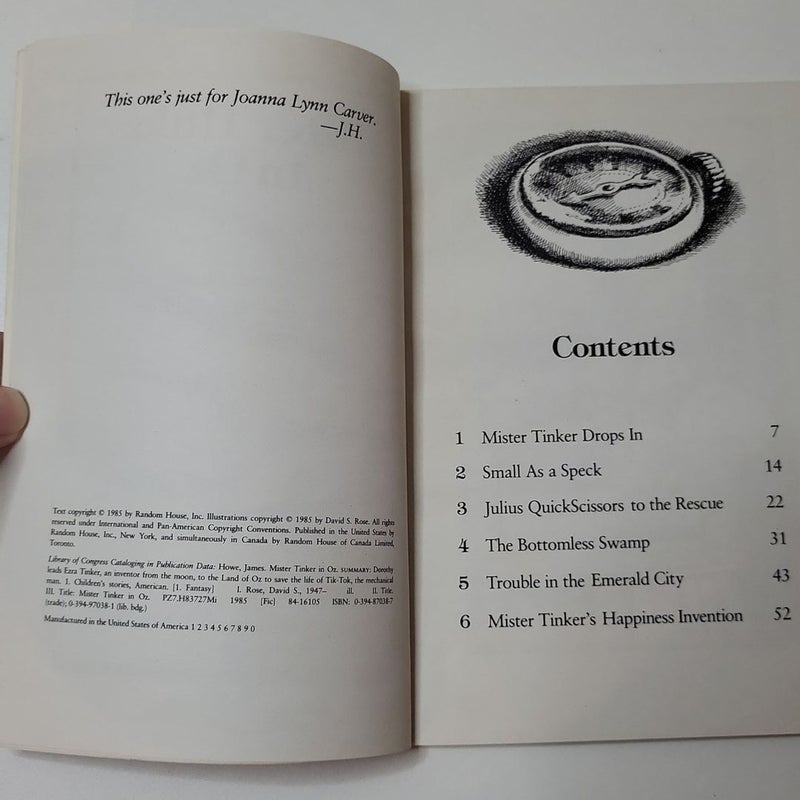 This one's just for Joanna Lynn Carver.
—J.H.
Text copyright © 1985 by Random House, Inc. Illustrations copyright © 1985 by David S. Rose. All rights
reserved under International and Pan-American Copyright Conventions. Published in the United States by
Random House, Inc., New York, and simultaneously in Canada by Random House of Canada Limited,
Toronto.
Library of Congress Cataloging in Publication Data: Howe, James. Mister Tinker in Oz. SUMMARY: Dorothy
leads Ezra Tinker, an inventor from the moon, to the Land of Oz to save the life of Tik-Tok, the mechanical
man. 1. Children's stories, American. [1. Fantasy] I. Rose, David S., 1947– ill. II. Title.
III. Title: Mister Tinker in Oz. PZ7.H83727Mi 1985 [Fic] 84-16105 ISBN: 0-394-87038-7
(trade); 0-394-97038-1 (lib. bdg.)
Manufactured in the United States of America 1 2 3 4 5 6 7 8 9 0
Contents
1 Mister Tinker Drops In 7
2 Small As a Speck 14
3 Julius QuickScissors to the Rescue 22
4 The Bottomless Swamp 31
5 Trouble in the Emerald City 43
6 Mister Tinker's Happiness Invention 52